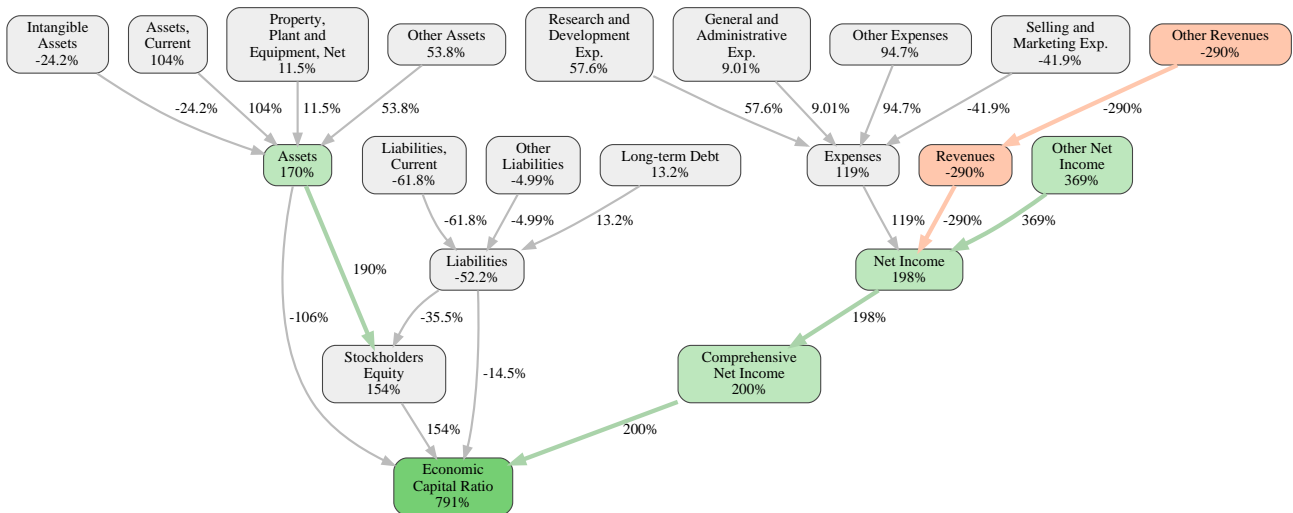 Intangible
Assets
-24.2%
Assets,
Current
104%
Property,
Plant and
Equipment, Net
11.5%
Other Assets
53.8%
Research and
Development
Exp.
57.6%
General and
Administrative
Exp.
9.01%
Other Expenses
94.7%
Selling and
Marketing Exp.
-41.9%
Other Revenues
-290%
-24.2%
104%
11.5%
53.8%
57.6%
9.01%
94.7%
-41.9%
-290%
Assets
170%
Liabilities,
Current
-61.8%
Other
Liabilities
-4.99%
Long-term Debt
13.2%
Expenses
119%
Revenues
-290%
Other Net
Income
369%
-61.8%
-4.99%
13.2%
119%
-290%
369%
190%
Liabilities
-52.2%
Net Income
198%
-106%
-35.5%
198%
Stockholders
Equity
154%
-14.5%
Comprehensive
Net Income
200%
154%
200%
Economic
Capital Ratio
791%